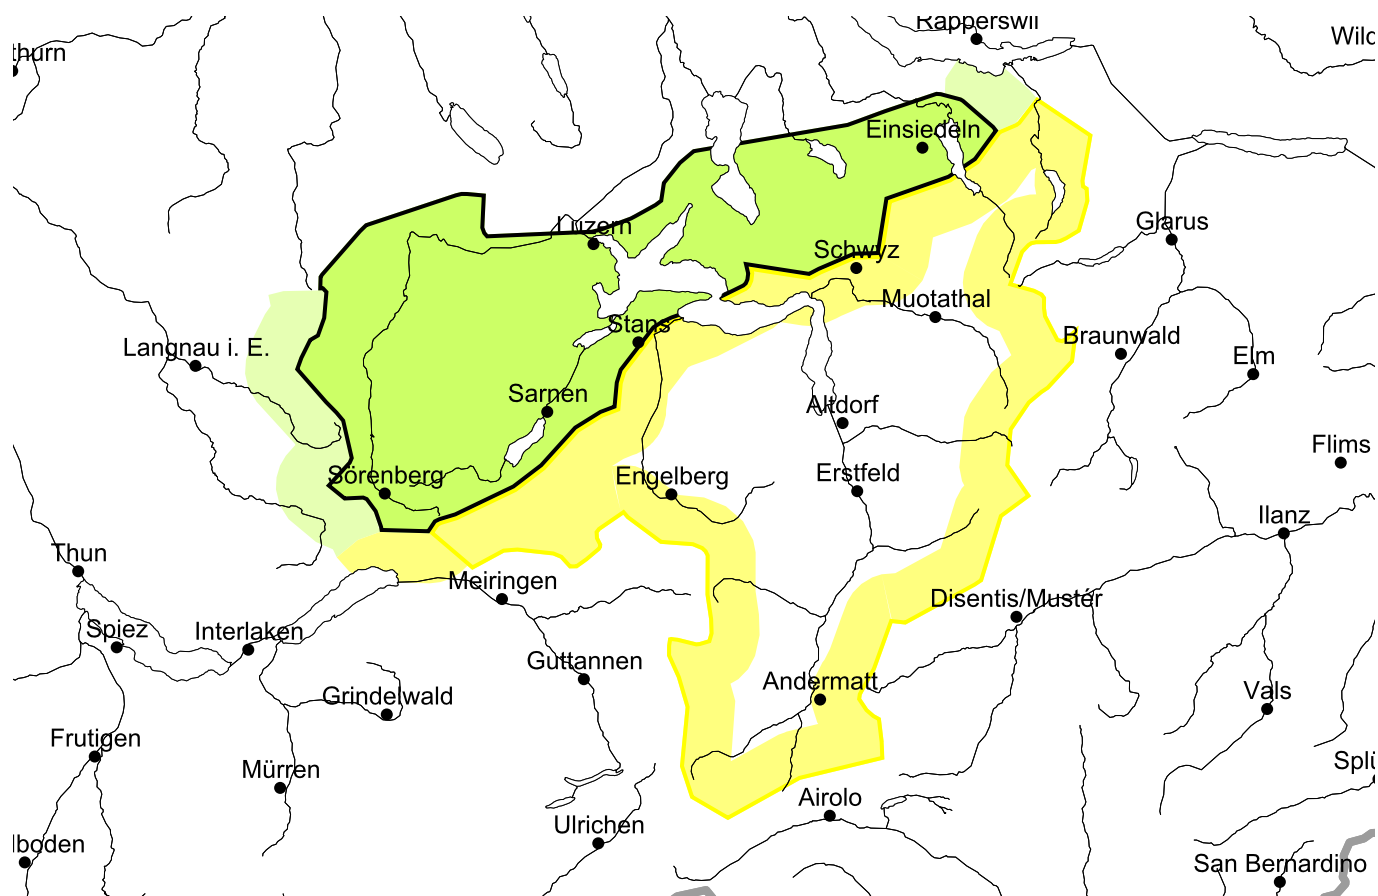 Rapperswil
Wild
thurn
Einsiedeln
Luzern
Glarus
Schwyz
Muotathal
Stans
Braunwald
Langnau i. E.
Elm
Sarnen
Altdorf
Flims
Sörenberg
Engelberg
Erstfeld
Ilanz
Thun
Meiringen
Disentis/Mustér
Spiez
Interlaken
Guttannen
Andermatt
Vals
Grindelwald
Frutigen
Mürren
Splü
Airolo
Ulrichen
lboden
San Bernardino